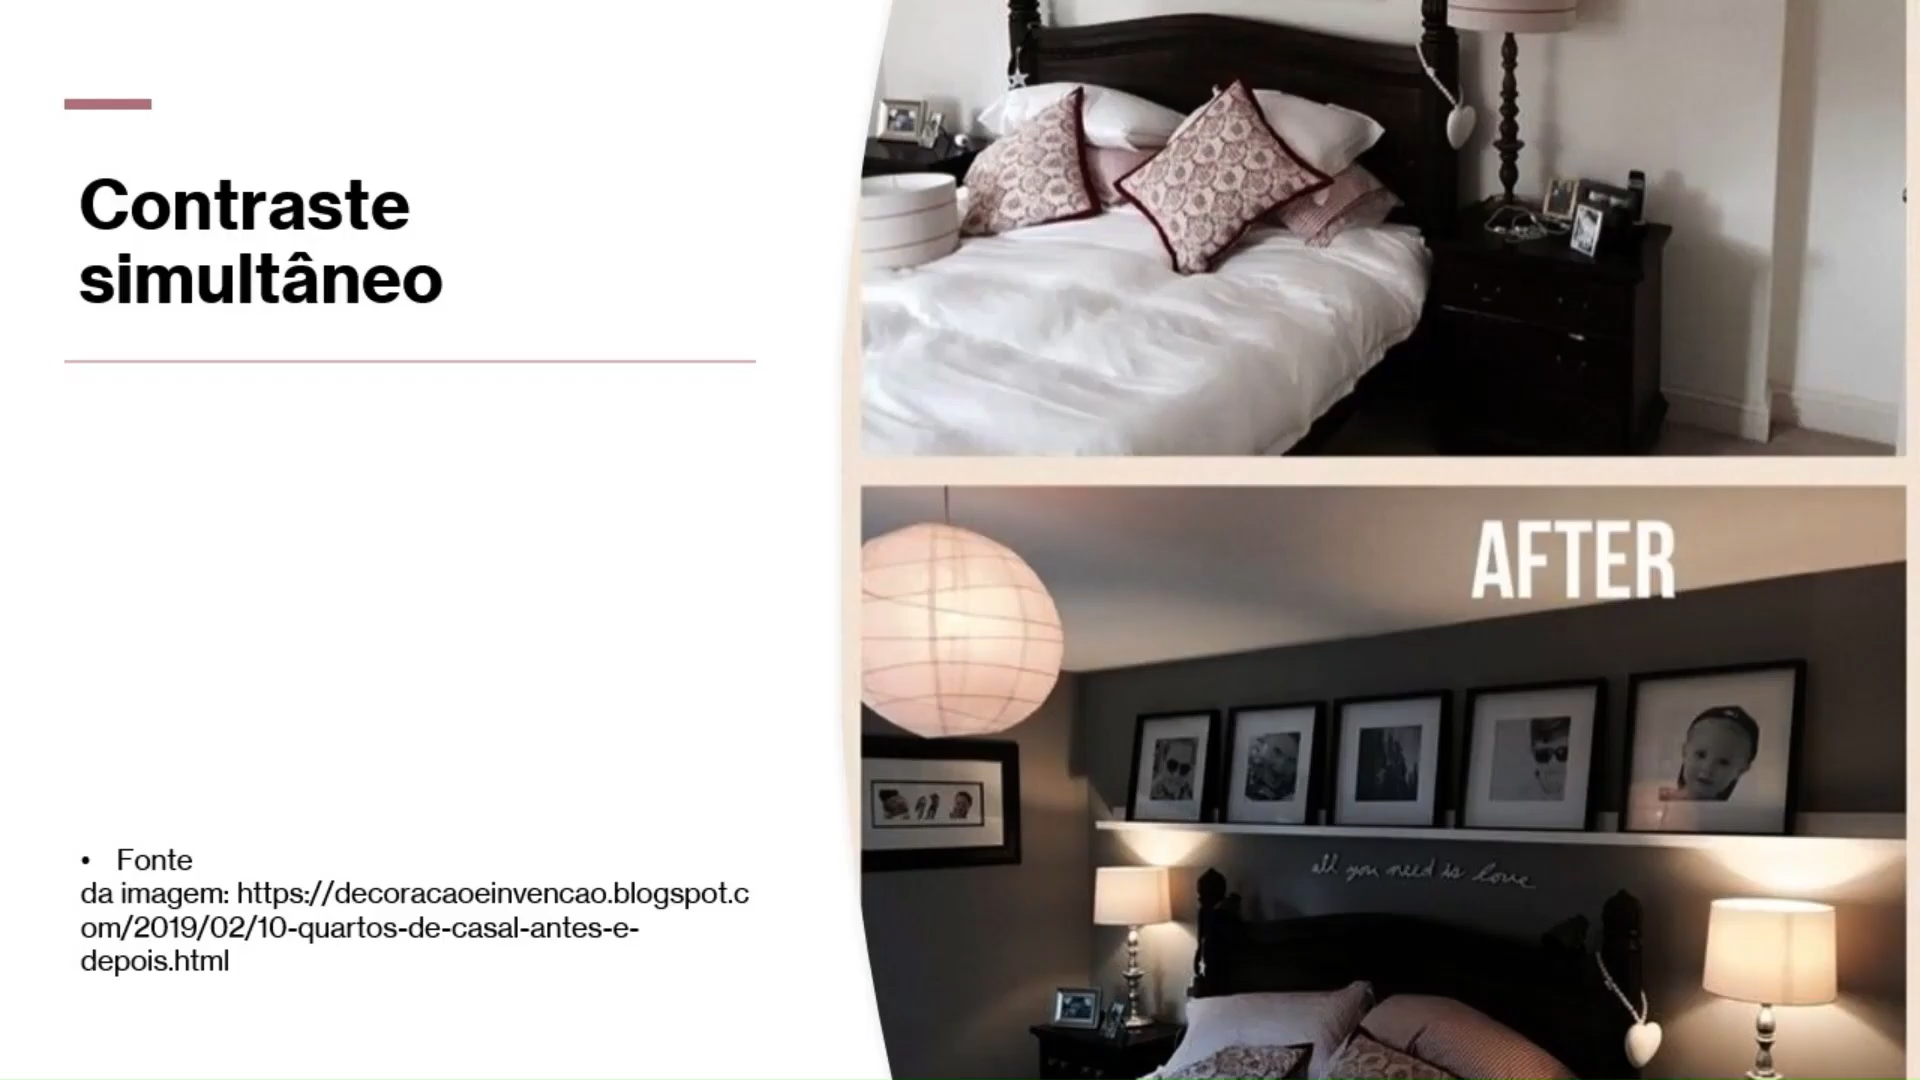 Contraste
simultâneo
• Fonte
da imagem: https://decoracaoeinvencao.blogspot.c
om/2019/02/10-quartos-de-casal-antes-e-
depois.html
AFTER
all you need is love